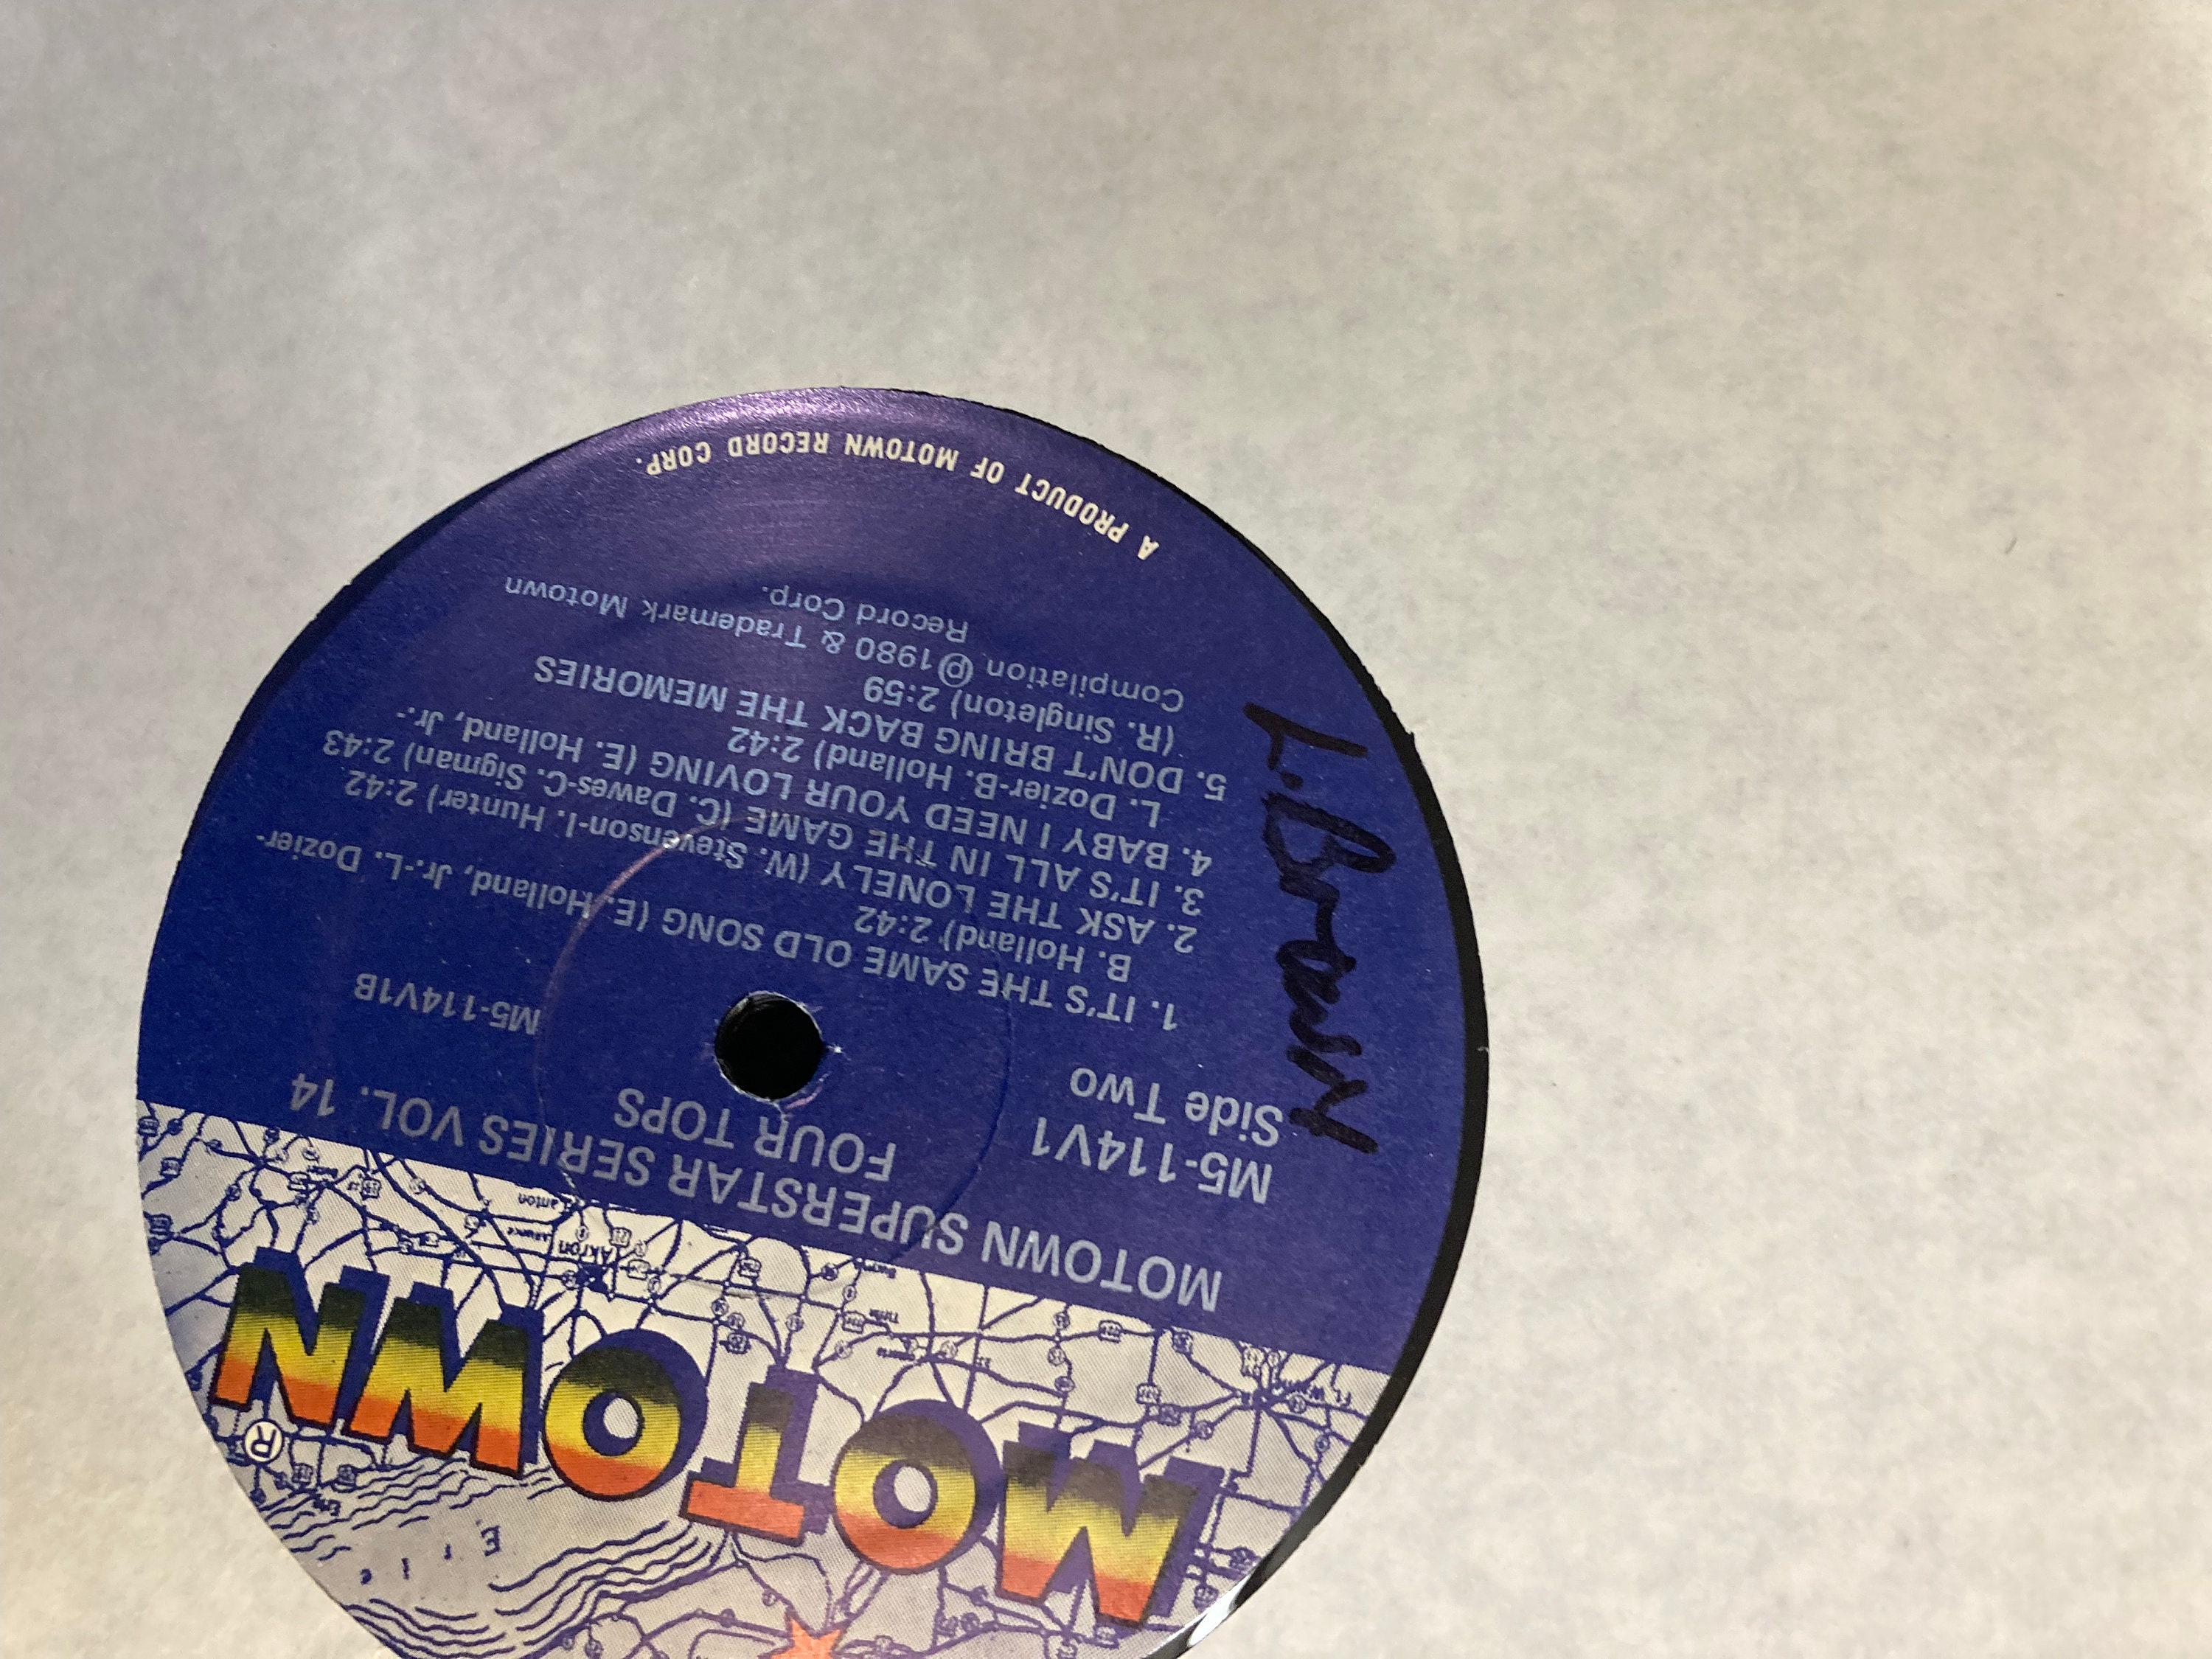 MOTOWN
®
Erie
Akron
Canton
MOTOWN SUPERSTAR SERIES VOL. 14
FOUR TOPS
M5-114V1
Side Two
M5-114V1B
1. IT'S THE SAME OLD SONG (E. Holland, Jr.-L. Dozier-
B. Holland) 2:42
2. ASK THE LONELY (W. Stevenson-I. Hunter) 2:42
3. IT'S ALL IN THE GAME (C. Dawes-C. Sigman) 2:43
4. BABY I NEED YOUR LOVING (E. Holland, Jr.-
L. Dozier-B. Holland) 2:42
5. DON'T BRING BACK THE MEMORIES
(R. Singleton) 2:59
Compilation ℗1980 & Trademark Motown
Record Corp.
A PRODUCT OF MOTOWN RECORD CORP.